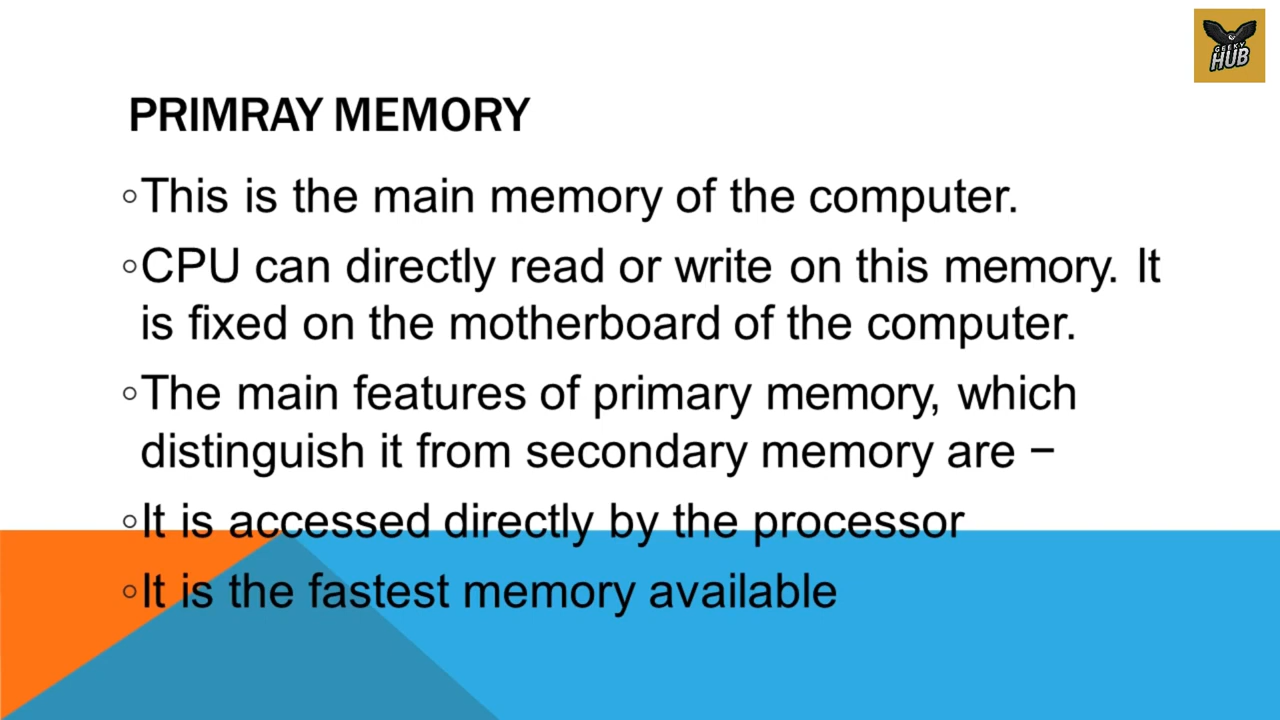 GEEKY
HUB
PRIMRAY MEMORY
◦This is the main memory of the computer.
◦CPU can directly read or write on this memory. It
is fixed on the motherboard of the computer.
◦The main features of primary memory, which
distinguish it from secondary memory are −
◦It is accessed directly by the processor
◦It is the fastest memory available